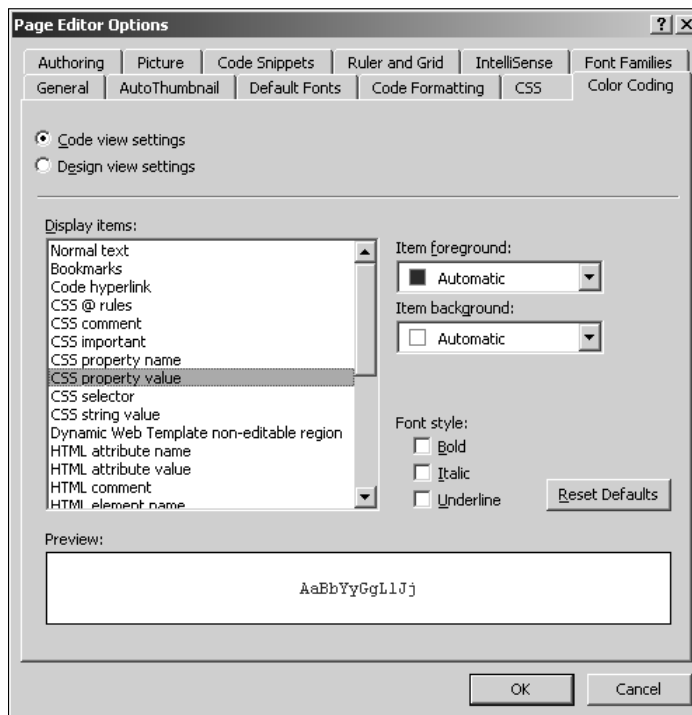 Page Editor Options
Authoring Picture Code Snippets Ruler and Grid IntelliSense Font Families
General AutoThumbnail Default Fonts Code Formatting CSS Color Coding
Code view settings
Design view settings
Display items:
Normal text
Bookmarks
Code hyperlink
CSS @ rules
CSS comment
CSS important
CSS property name
CSS property value
CSS selector
CSS string value
Dynamic Web Template non-editable region
HTML attribute name
HTML attribute value
HTML comment
HTML element name
Item foreground:
Automatic
Item background:
Automatic
Font style:
Bold
Italic
Underline
Reset Defaults
Preview:
AaBbYyGgLlJj
OK Cancel